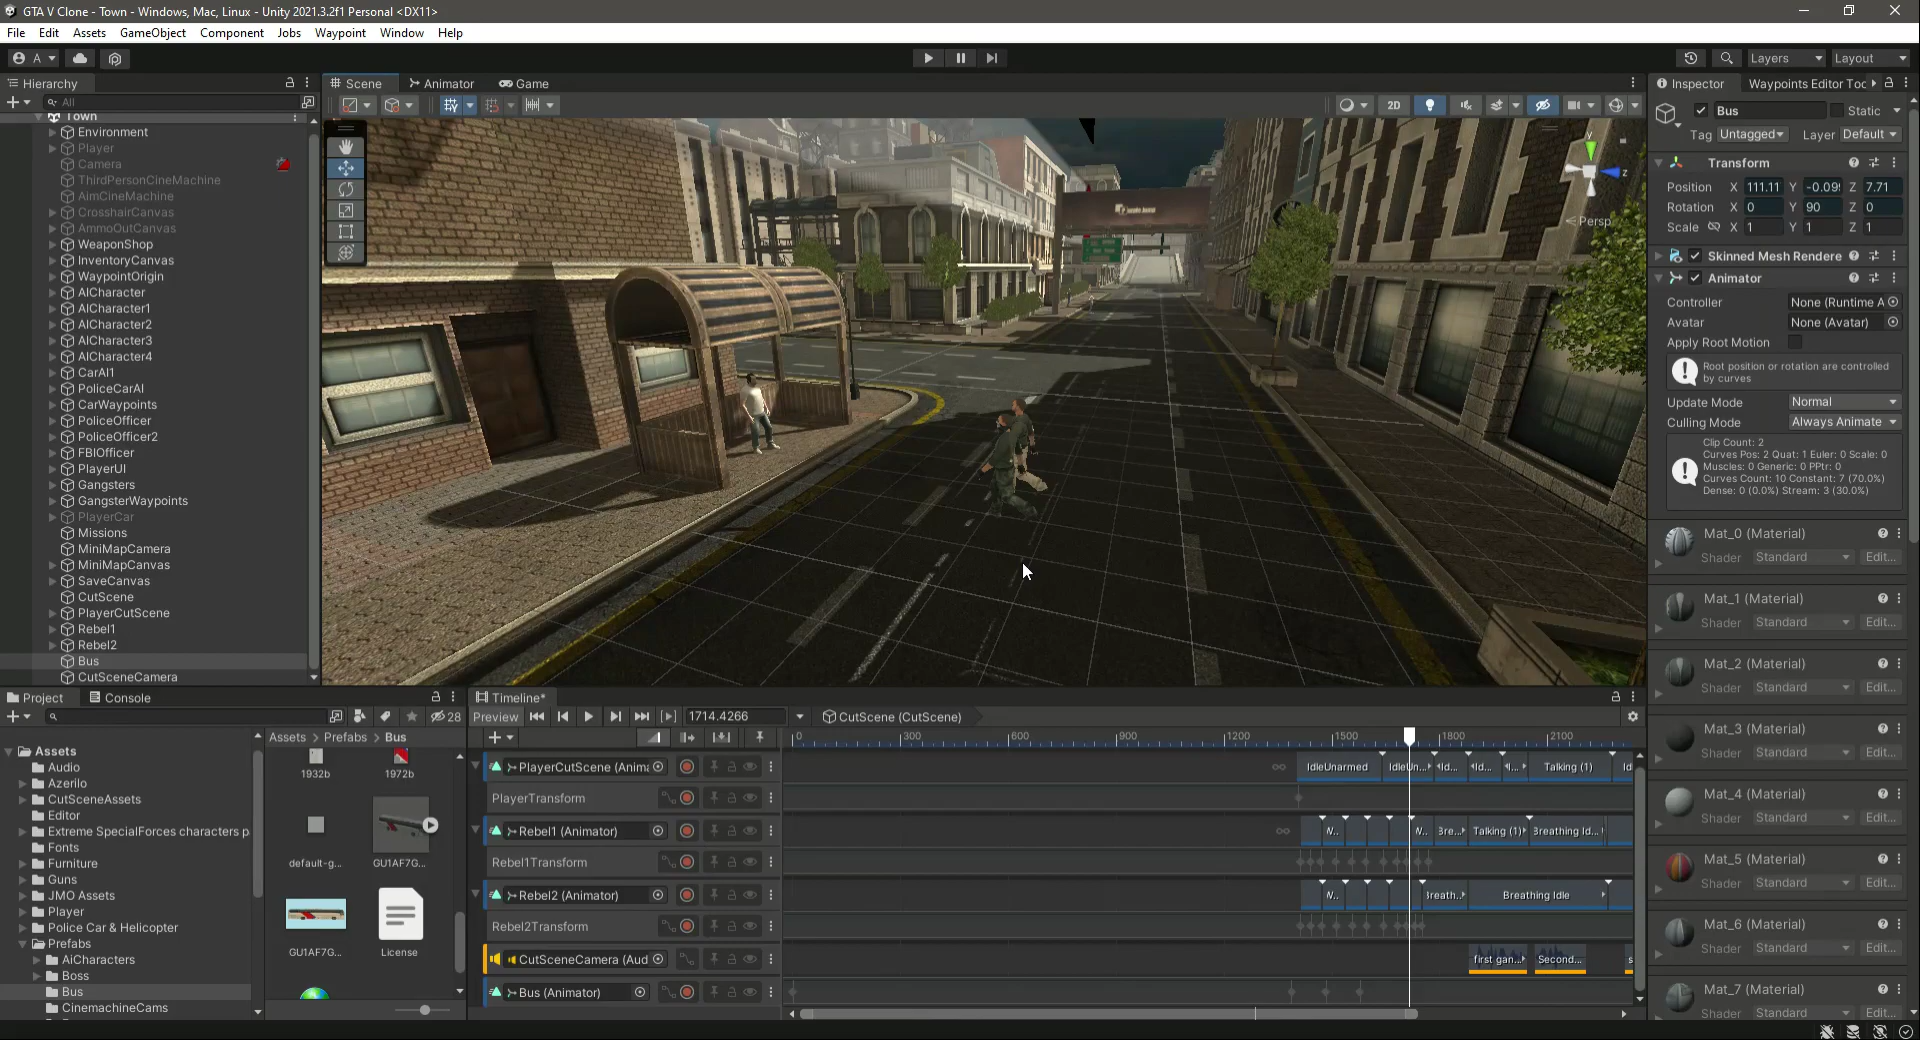 GTA V Clone - Town - Windows, Mac, Linux - Unity 2021.3.2f1 Personal <DX11>
File Edit Assets GameObject Component Jobs Waypoint Window Help
A Layers Layout
Hierarchy
All
Town
Environment
Player
Camera
ThirdPersonCineMachine
AimCineMachine
CrosshairCanvas
AmmoOutCanvas
WeaponShop
InventoryCanvas
WaypointOrigin
AICharacter
AICharacter1
AICharacter2
AICharacter3
AICharacter4
CarAI1
PoliceCarAI
CarWaypoints
PoliceOfficer
PoliceOfficer2
FBIOfficer
PlayerUI
Gangsters
GangsterWaypoints
PlayerCar
Missions
MiniMapCamera
MiniMapCanvas
SaveCanvas
CutScene
PlayerCutScene
Rebel1
Rebel2
Bus
CutSceneCamera
Scene Animator Game
2D
y
z
< Persp
Inspector Waypoints Editor Too
Bus Static
Tag Untagged Layer Default
Transform
Position X 111.11 Y -0.09 Z 7.71
Rotation X 0 Y 90 Z 0
Scale X 1 Y 1 Z 1
Skinned Mesh Rendere
Animator
Controller None (Runtime A
Avatar None (Avatar)
Apply Root Motion
Root position or rotation are controlled
by curves
Update Mode Normal
Culling Mode Always Animate
Clip Count: 2
Curves Pos: 2 Quat: 1 Euler: 0 Scale: 0
Muscles: 0 Generic: 0 PPtr: 0
Curves Count: 10 Constant: 7 (70.0%)
Dense: 0 (0.0%) Stream: 3 (30.0%)
Mat_0 (Material)
Shader Standard Edit...
Mat_1 (Material)
Shader Standard Edit...
Mat_2 (Material)
Shader Standard Edit...
Mat_3 (Material)
Shader Standard Edit...
Mat_4 (Material)
Shader Standard Edit...
Mat_5 (Material)
Shader Standard Edit...
Mat_6 (Material)
Shader Standard Edit...
Mat_7 (Material)
Shader Standard Edit...
Project Console
28
Assets
Audio
Azerilo
CutSceneAssets
Editor
Extreme SpecialForces characters p
Fonts
Furniture
Guns
JMO Assets
Player
Police Car & Helicopter
Prefabs
AiCharacters
Boss
Bus
CinemachineCams
Assets > Prefabs > Bus
1932b 1972b
default-g... GU1AF7G...
GU1AF7G... License
Timeline*
Preview 1714.4266 CutScene (CutScene)
0 300 600 900 1200 1500 1800 2100
PlayerCutScene (Anima IdleUnarmed IdleUn... Id... Id... I... Talking (1) Id
PlayerTransform
Rebel1 (Animator) W.. W.. Bre... Talking (1) Breathing Id...
Rebel1Transform
Rebel2 (Animator) W.. Breath... Breathing Idle
Rebel2Transform
CutSceneCamera (Aud first gan... Second... s
Bus (Animator)